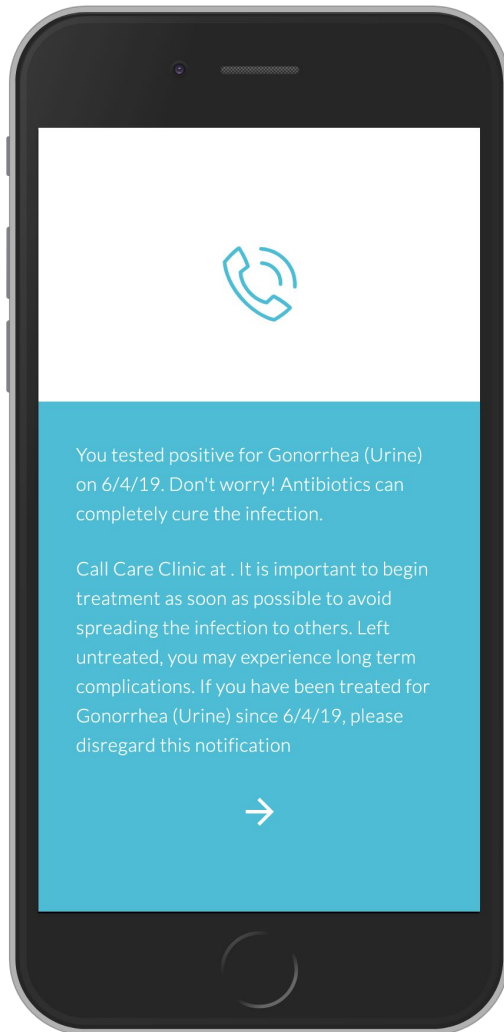 You tested positive for Gonorrhea (Urine)
on 6/4/19. Don't worry! Antibiotics can
completely cure the infection.
Call Care Clinic at . It is important to begin
treatment as soon as possible to avoid
spreading the infection to others. Left
untreated, you may experience long term
complications. If you have been treated for
Gonorrhea (Urine) since 6/4/19, please
disregard this notification